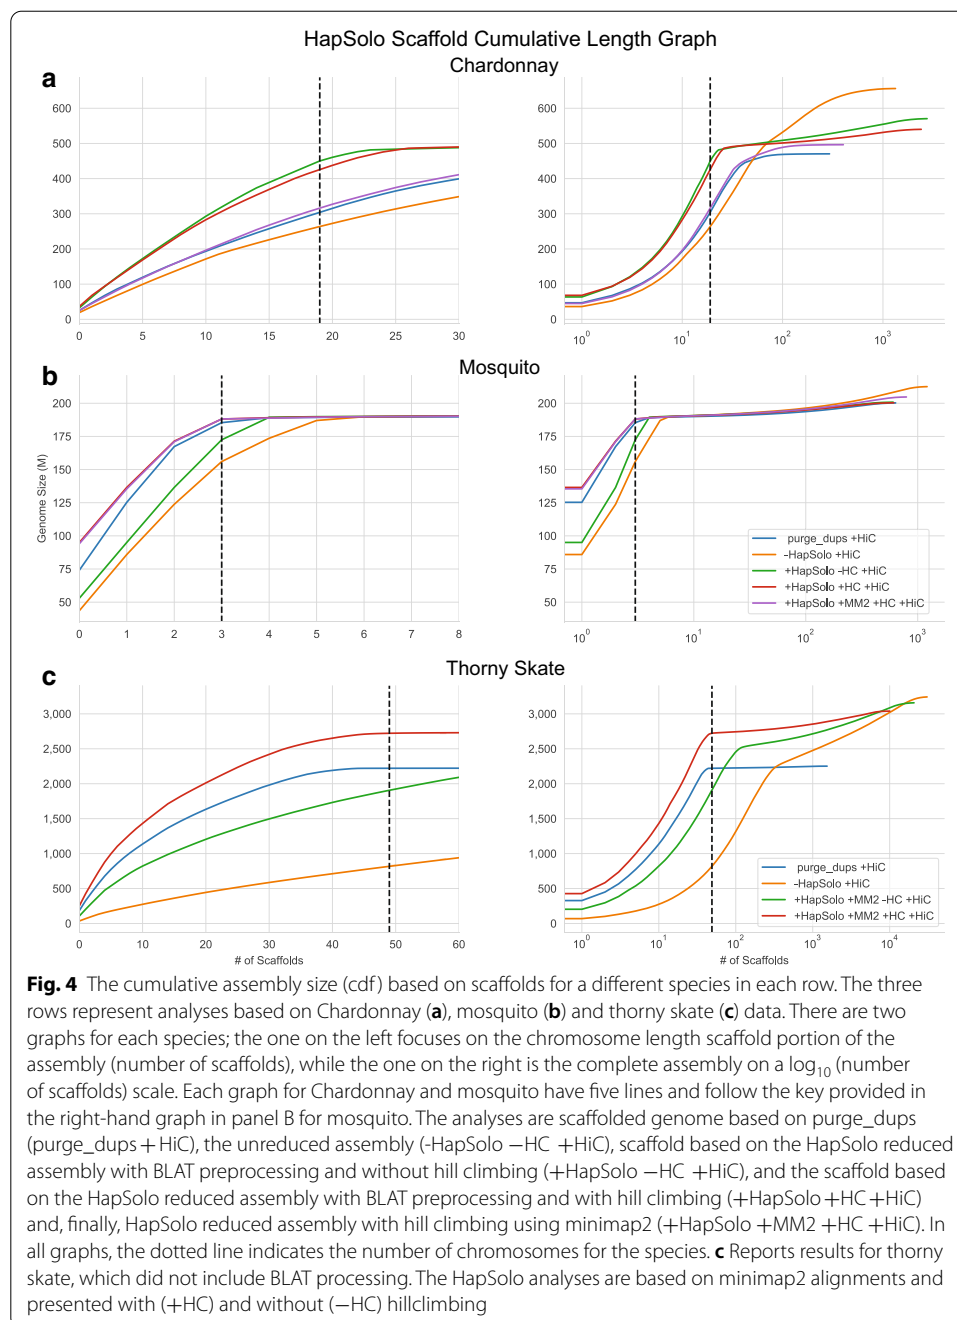 HapSolo Scaffold Cumulative Length Graph
Chardonnay
a
600
500
400
300
200
100
0
0 5 10 15 20 25 30
600
500
400
300
200
100
0
10⁰ 10¹ 10² 10³
Mosquito
b
Genome Size (M)
200
175
150
125
100
75
50
0 1 2 3 4 5 6 7 8
200
175
150
125
100
75
50
purge_dups +HiC
-HapSolo +HiC
+HapSolo -HC +HiC
+HapSolo +HC +HiC
+HapSolo +MM2 +HC +HiC
10⁰ 10¹ 10² 10³
Thorny Skate
c
3,000
2,500
2,000
1,500
1,000
500
0
0 10 20 30 40 50 60
# of Scaffolds
3,000
2,500
2,000
1,500
1,000
500
0
purge_dups +HiC
-HapSolo +HiC
+HapSolo +MM2 -HC +HiC
+HapSolo +MM2 +HC +HiC
10⁰ 10¹ 10² 10³ 10⁴
# of Scaffolds
Fig. 4 The cumulative assembly size (cdf) based on scaffolds for a different species in each row. The three
rows represent analyses based on Chardonnay (a), mosquito (b) and thorny skate (c) data. There are two
graphs for each species; the one on the left focuses on the chromosome length scaffold portion of the
assembly (number of scaffolds), while the one on the right is the complete assembly on a log₁₀ (number
of scaffolds) scale. Each graph for Chardonnay and mosquito have five lines and follow the key provided in
the right-hand graph in panel B for mosquito. The analyses are scaffolded genome based on purge_dups
(purge_dups + HiC), the unreduced assembly (-HapSolo −HC +HiC), scaffold based on the HapSolo reduced
assembly with BLAT preprocessing and without hill climbing (+HapSolo −HC +HiC), and the scaffold based
on the HapSolo reduced assembly with BLAT preprocessing and with hill climbing (+HapSolo +HC +HiC)
and, finally, HapSolo reduced assembly with hill climbing using minimap2 (+HapSolo +MM2 +HC +HiC). In
all graphs, the dotted line indicates the number of chromosomes for the species. c Reports results for thorny
skate, which did not include BLAT processing. The HapSolo analyses are based on minimap2 alignments and
presented with (+HC) and without (−HC) hillclimbing